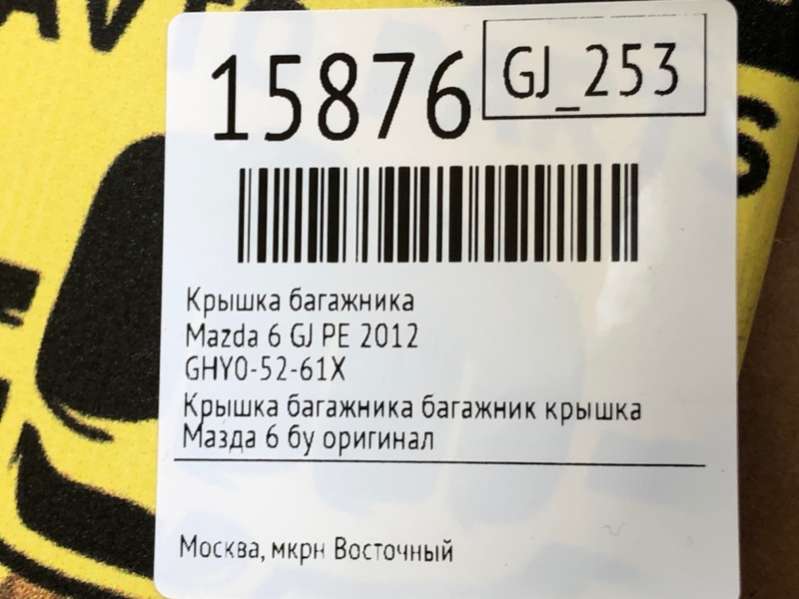 AVTO
15876
GJ_253
Крышка багажника
Mazda 6 GJ PE 2012
GHY0-52-61X
Крышка багажника багажник крышка
Мазда 6 бу оригинал
Москва, мкрн Восточный